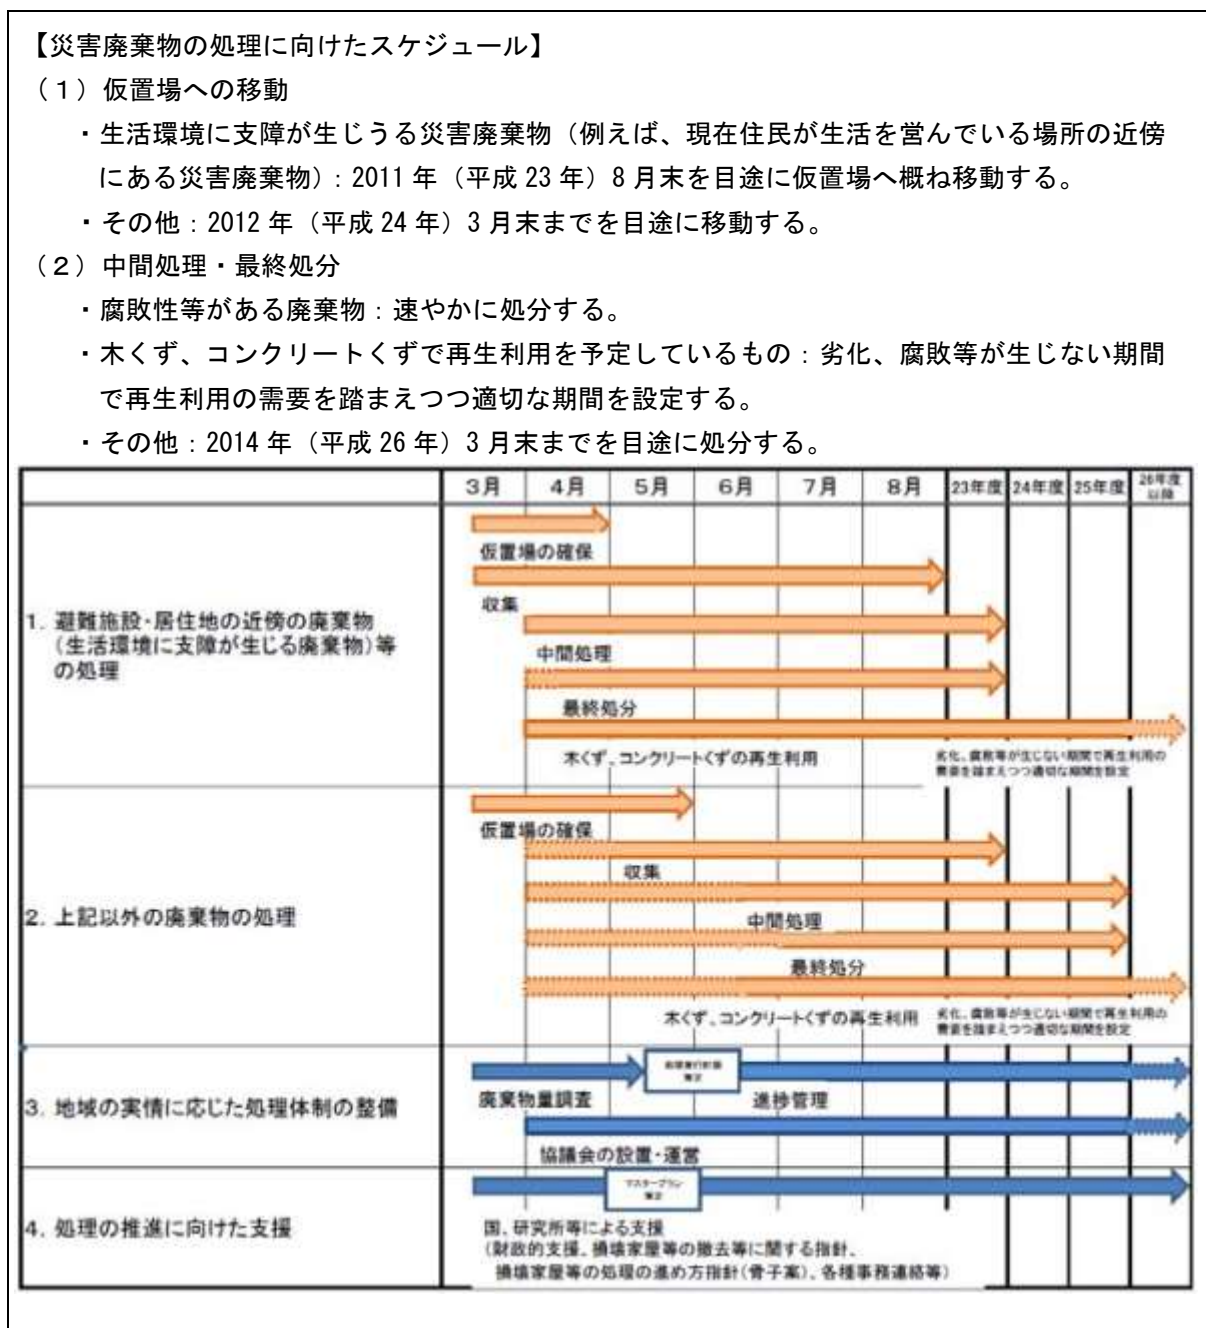 【災害廃棄物の処理に向けたスケジュール】
（１）仮置場への移動
・生活環境に支障が生じうる災害廃棄物（例えば、現在住民が生活を営んでいる場所の近傍
にある災害廃棄物）：2011 年（平成 23 年）8 月末を目途に仮置場へ概ね移動する。
・その他：2012 年（平成 24 年）3 月末までを目途に移動する。
（２）中間処理・最終処分
・腐敗性等がある廃棄物：速やかに処分する。
・木くず、コンクリートくずで再生利用を予定しているもの：劣化、腐敗等が生じない期間
で再生利用の需要を踏まえつつ適切な期間を設定する。
・その他：2014 年（平成 26 年）3 月末までを目途に処分する。
3月 4月 5月 6月 7月 8月 23年度 24年度 25年度 26年度
以降
1. 避難施設・居住地の近傍の廃棄物
（生活環境に支障が生じる廃棄物）等
の処理
仮置場の確保
収集
中間処理
最終処分
木くず、コンクリートくずの再生利用
劣化、腐敗等が生じない期間で再生利用の
需要を踏まえつつ適切な期間を設定
2. 上記以外の廃棄物の処理
仮置場の確保
収集
中間処理
最終処分
木くず、コンクリートくずの再生利用
劣化、腐敗等が生じない期間で再生利用の
需要を踏まえつつ適切な期間を設定
3. 地域の実情に応じた処理体制の整備
廃棄物量調査
策定
進捗管理
協議会の設置・運営
4. 処理の推進に向けた支援
マスタープラン
策定
国、研究所等による支援
（財政的支援、損壊家屋等の撤去等に関する指針、
損壊家屋等の処理の進め方指針（骨子案）、各種事務連絡等）